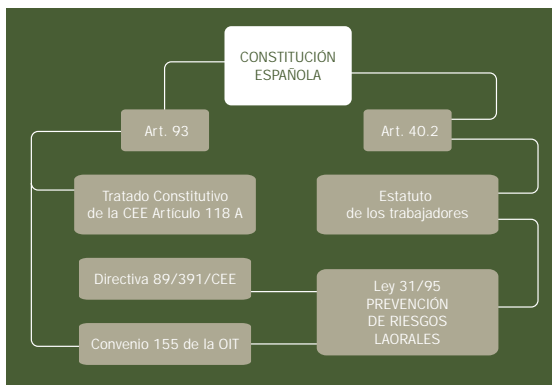 CONSTITUCIÓN
ESPAÑOLA
Art. 93
Art. 40.2
Tratado Constitutivo
de la CEE Artículo 118 A
Estatuto
de los trabajadores
Directiva 89/391/CEE
Ley 31/95
PREVENCIÓN
DE RIESGOS
LAORALES
Convenio 155 de la OIT